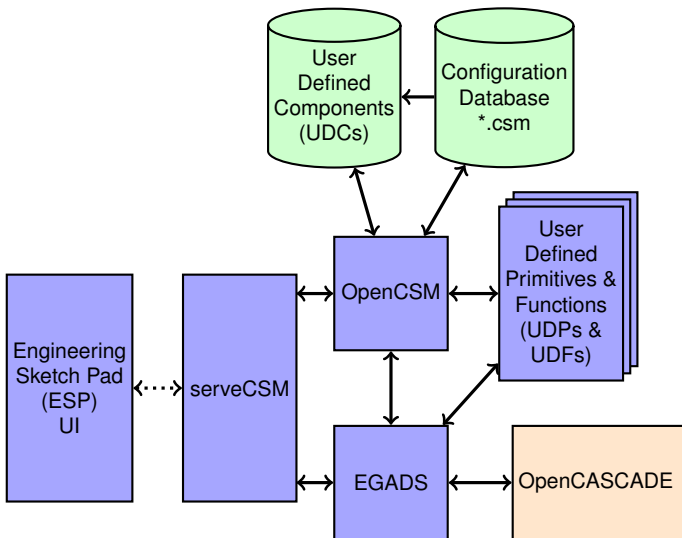 User
Defined
Components
(UDCs)
Configuration
Database
*.csm
User
Defined
Primitives &
Functions
(UDPs &
UDFs)
OpenCSM
Engineering
Sketch Pad
(ESP)
UI
serveCSM
EGADS
OpenCASCADE